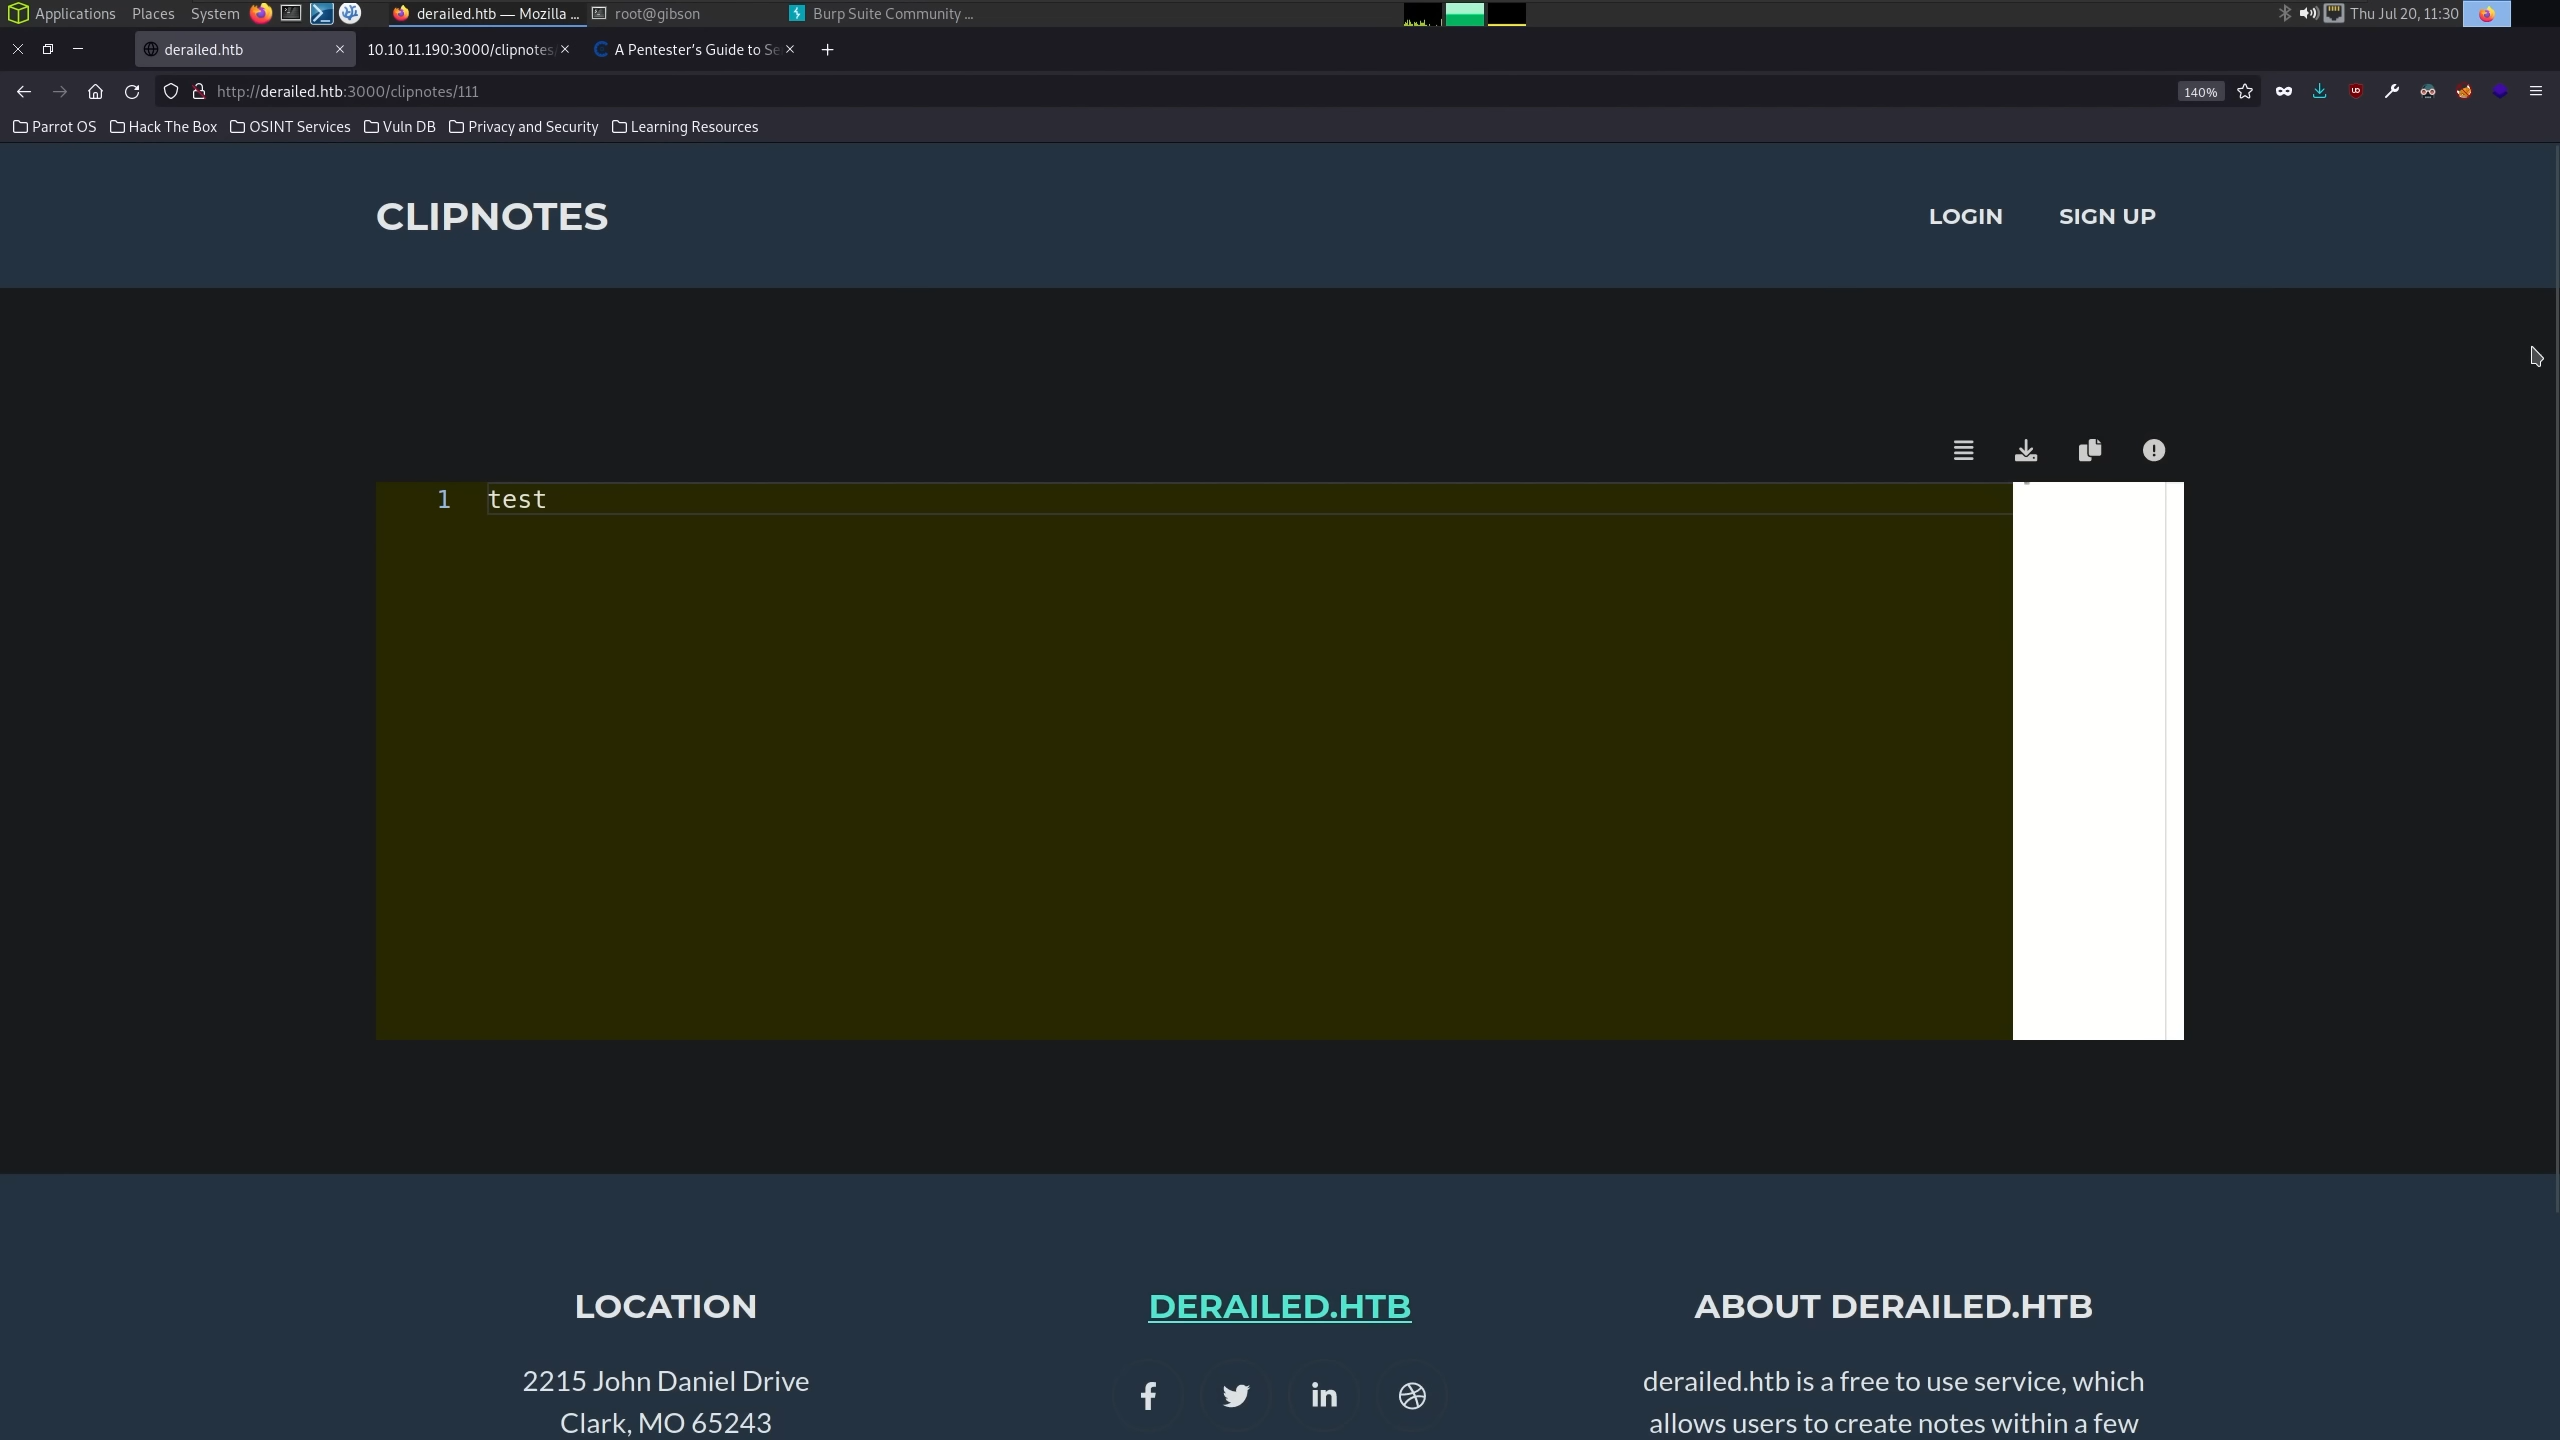 Applications Places System derailed.htb — Mozilla ... root@gibson Burp Suite Community ... Thu Jul 20, 11:30
derailed.htb 10.10.11.190:3000/clipnotes A Pentester's Guide to Se
http://derailed.htb:3000/clipnotes/111 140%
Parrot OS Hack The Box OSINT Services Vuln DB Privacy and Security Learning Resources
CLIPNOTES LOGIN SIGN UP
1 test
LOCATION DERAILED.HTB ABOUT DERAILED.HTB
2215 John Daniel Drive derailed.htb is a free to use service, which
Clark, MO 65243 allows users to create notes within a few